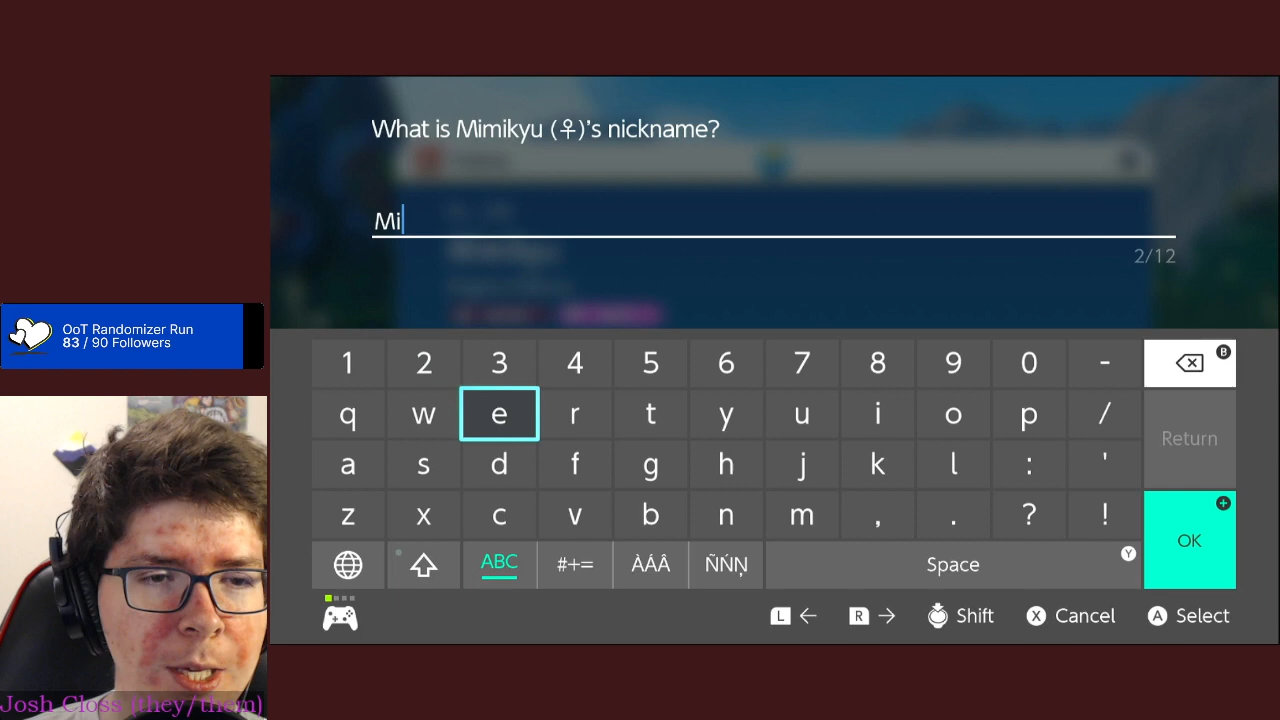 What is Mimikyu (♀)'s nickname?
Mi
2/12
OoT Randomizer Run
83 / 90 Followers
1 2 3 4 5 6 7 8 9 0 -
B
q w e r t y u i o p /
Return
a s d f g h j k l : '
z x c v b n m , . ? !
+
OK
ABC #+= ÀÁÂ ÑŃŅ Space
Y
L ← R → Shift X Cancel A Select
Josh Closs (they/them)